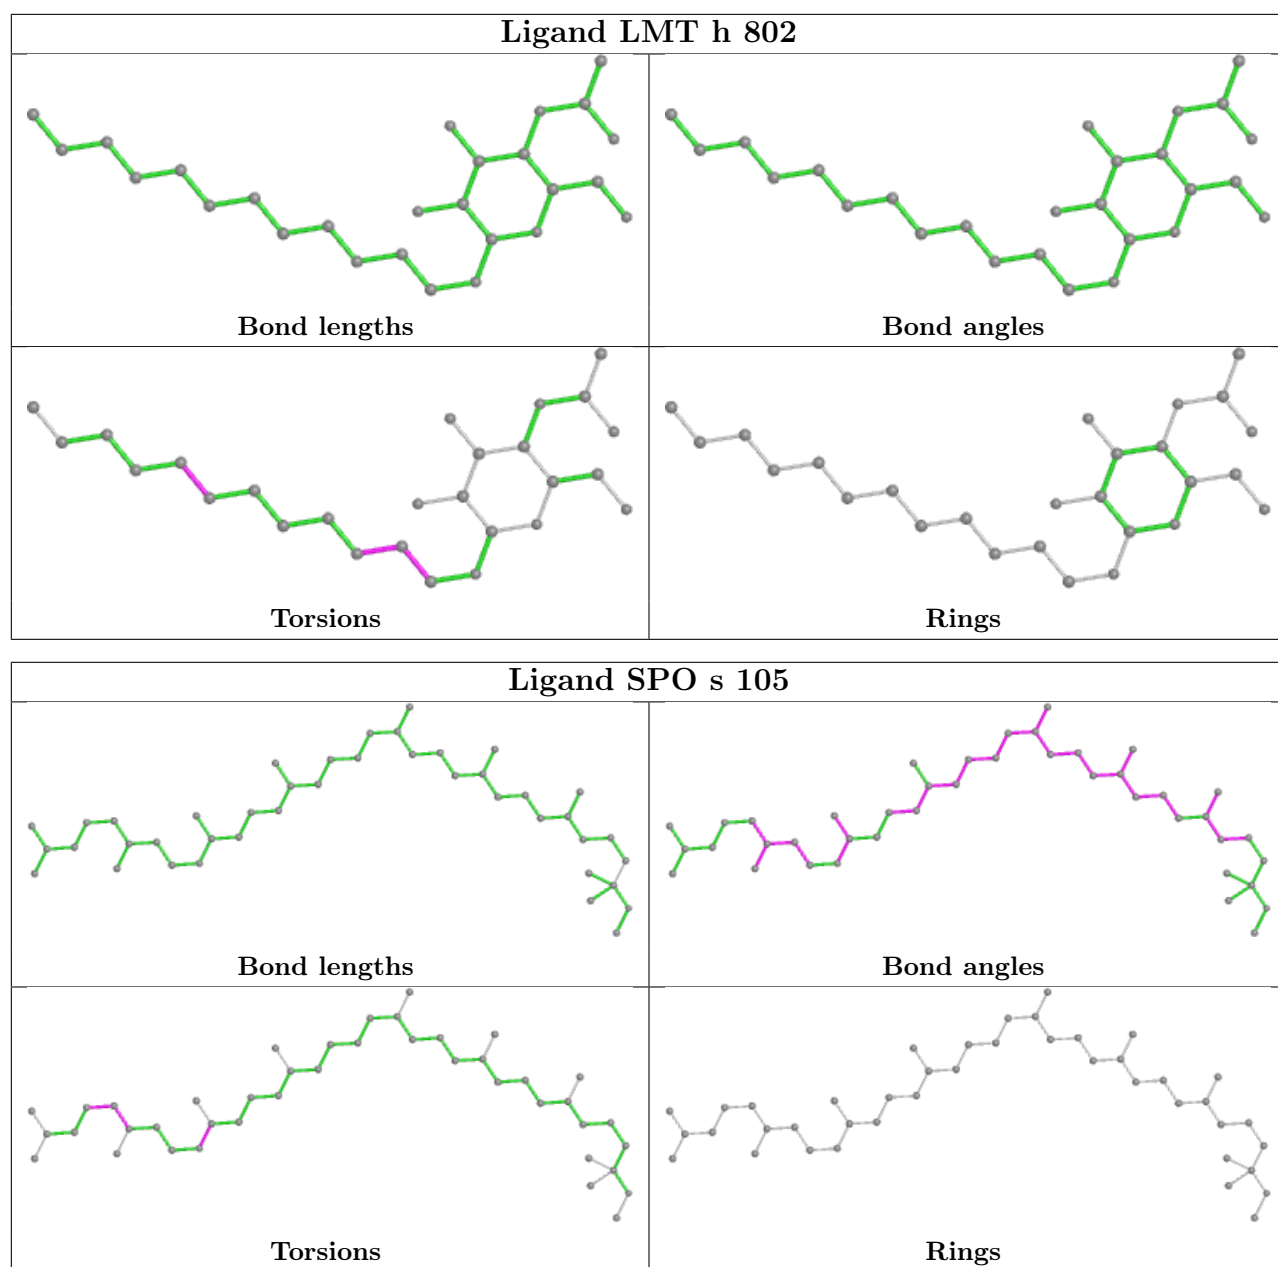 Ligand LMT h 802
Bond lengths
Bond angles
Torsions
Rings
Ligand SPO s 105
Bond lengths
Bond angles
Torsions
Rings